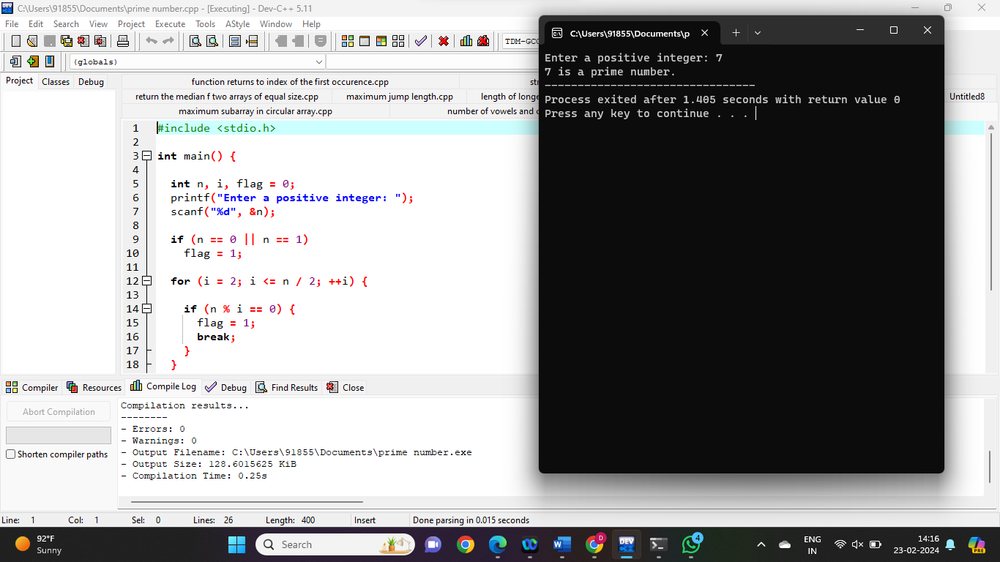 C:\Users\91855\Documents\prime number.cpp - [Executing] - Dev-C++ 5.11
File Edit Search View Project Execute Tools AStyle Window Help
TDM-GCC
(globals)
Project Classes Debug
function returns to index of the first occurence.cpp
return the median f two arrays of equal size.cpp maximum jump length.cpp length of longe Untitled8
maximum subarray in circular array.cpp number of vowels and
1 #include <stdio.h>
2
3 int main() {
4
5 int n, i, flag = 0;
6 printf("Enter a positive integer: ");
7 scanf("%d", &n);
8
9 if (n == 0 || n == 1)
10 flag = 1;
11
12 for (i = 2; i <= n / 2; ++i) {
13
14 if (n % i == 0) {
15 flag = 1;
16 break;
17 }
18 }
C:\Users\91855\Documents\p
Enter a positive integer: 7
7 is a prime number.
--------------------------------
Process exited after 1.405 seconds with return value 0
Press any key to continue . . .
Compiler Resources Compile Log Debug Find Results Close
Abort Compilation
Shorten compiler paths
Compilation results...
--------
- Errors: 0
- Warnings: 0
- Output Filename: C:\Users\91855\Documents\prime number.exe
- Output Size: 128.6015625 KiB
- Compilation Time: 0.25s
Line: 1 Col: 1 Sel: 0 Lines: 26 Length: 400 Insert Done parsing in 0.015 seconds
92°F
Sunny
Search
DEV
4
D
ENG
IN
14:16
23-02-2024
PRE